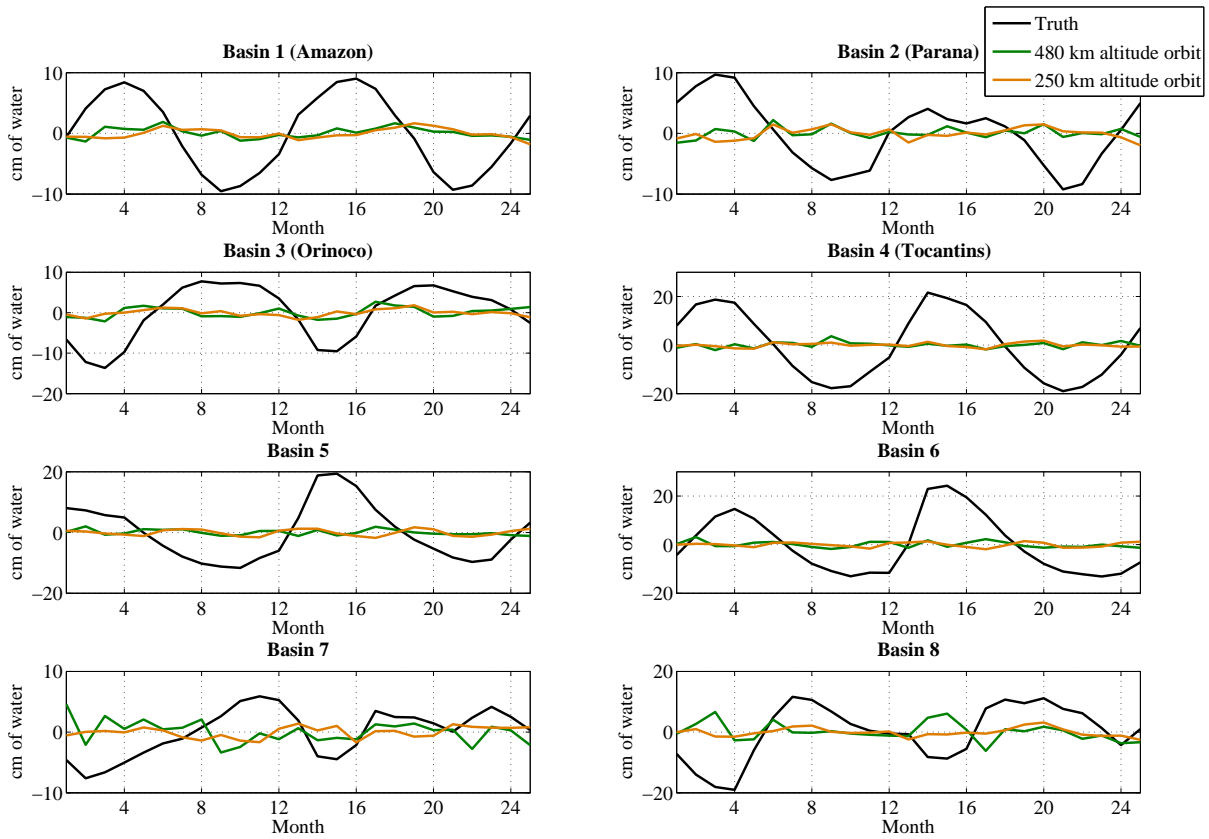 Truth
480 km altitude orbit
250 km altitude orbit
Basin 1 (Amazon)
cm of water
10
0
−10
4 8 12 16 20 24
Month
Basin 2 (Parana)
cm of water
10
0
−10
4 8 12 16 20 24
Month
Basin 3 (Orinoco)
cm of water
10
0
−10
−20
4 8 12 16 20 24
Month
Basin 4 (Tocantins)
cm of water
20
0
−20
4 8 12 16 20 24
Month
Basin 5
cm of water
20
0
−20
4 8 12 16 20 24
Month
Basin 6
cm of water
20
0
−20
4 8 12 16 20 24
Month
Basin 7
cm of water
10
0
−10
4 8 12 16 20 24
Month
Basin 8
cm of water
20
0
−20
4 8 12 16 20 24
Month